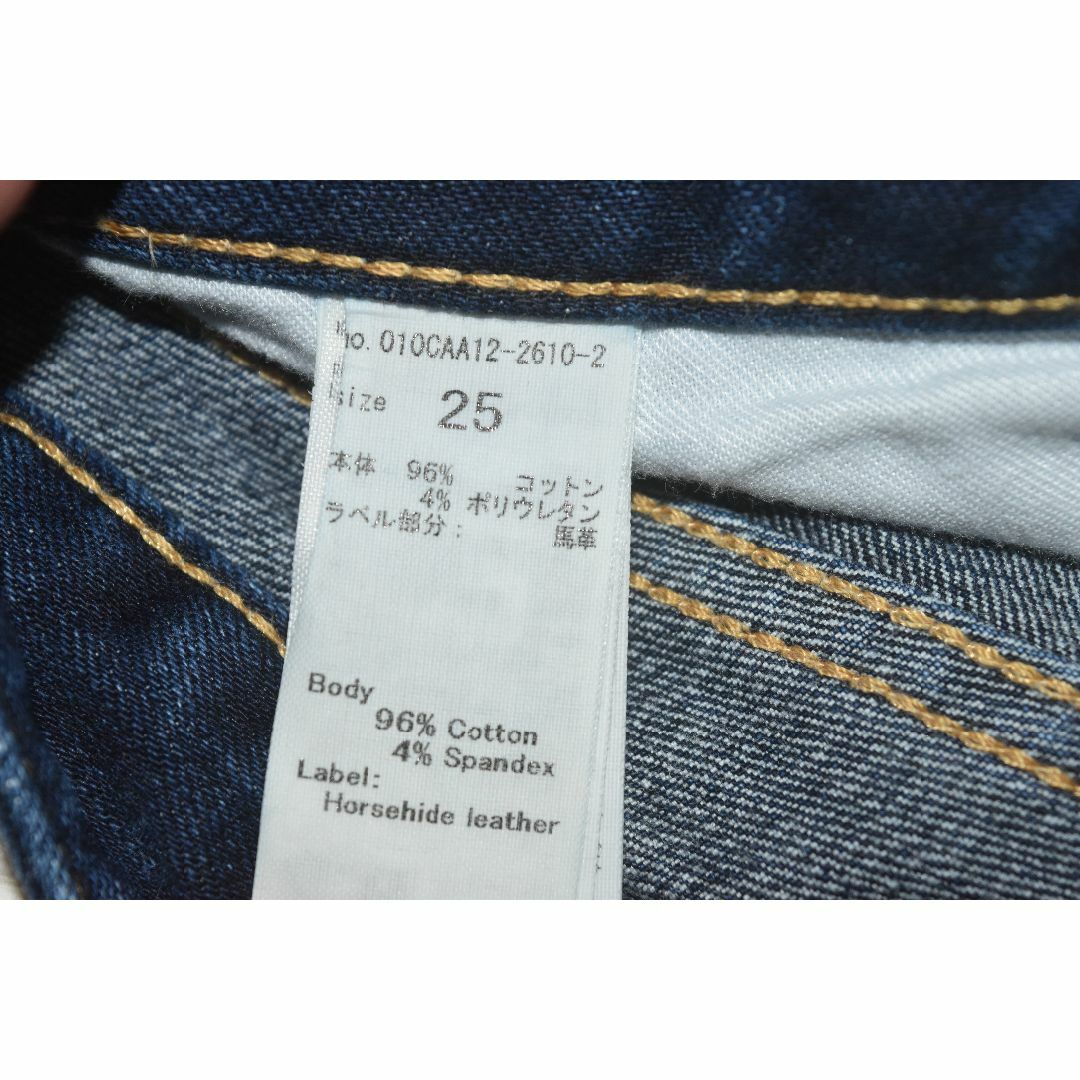 no. 010CAA12-2610-2
size 25
本体 96% コットン
4% ポリウレタン
ラベル部分： 馬革
Body
96% Cotton
4% Spandex
Label:
Horsehide leather